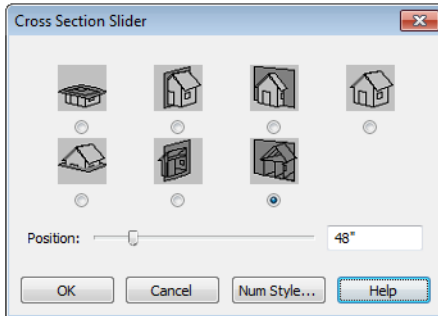 Cross Section Slider
Position:
48"
OK
Cancel
Num Style...
Help